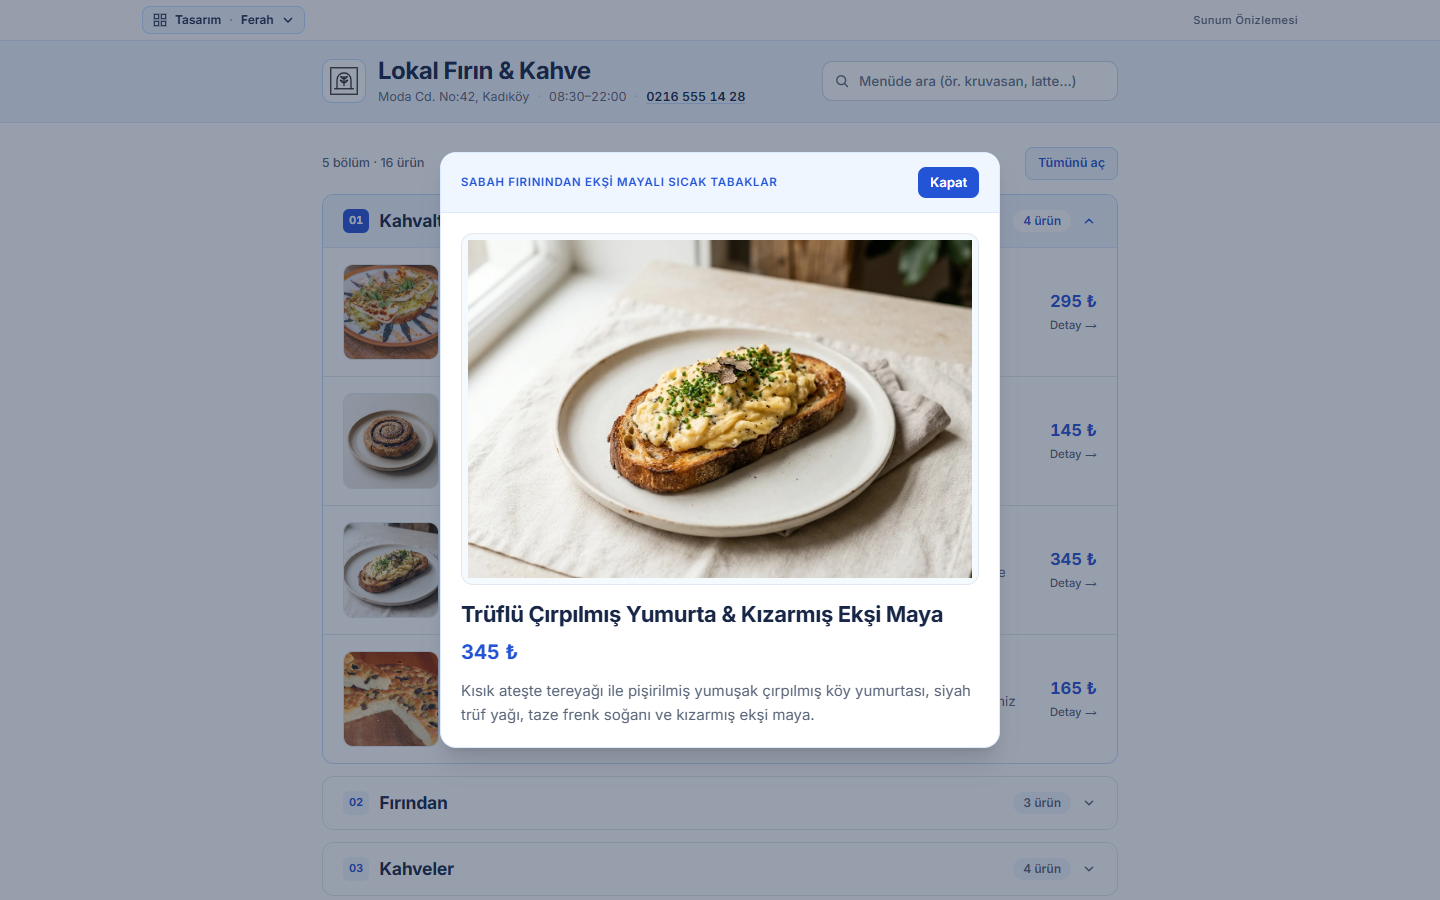 Tasarım · Ferah
Sunum Önizlemesi
Lokal Fırın & Kahve
Moda Cd. No:42, Kadıköy · 08:30–22:00 · 0216 555 14 28
Menüde ara (ör. kruvasan, latte...)
5 bölüm · 16 ürün
Tümünü aç
SABAH FIRININDAN EKŞİ MAYALI SICAK TABAKLAR
Kapat
01
4 ürün
295 ₺
Detay →
145 ₺
Detay →
345 ₺
Detay →
165 ₺
Detay →
Trüflü Çırpılmış Yumurta & Kızarmış Ekşi Maya
345 ₺
Kısık ateşte tereyağı ile pişirilmiş yumuşak çırpılmış köy yumurtası, siyah
trüf yağı, taze frenk soğanı ve kızarmış ekşi maya.
02 Fırından
3 ürün
03 Kahveler
4 ürün